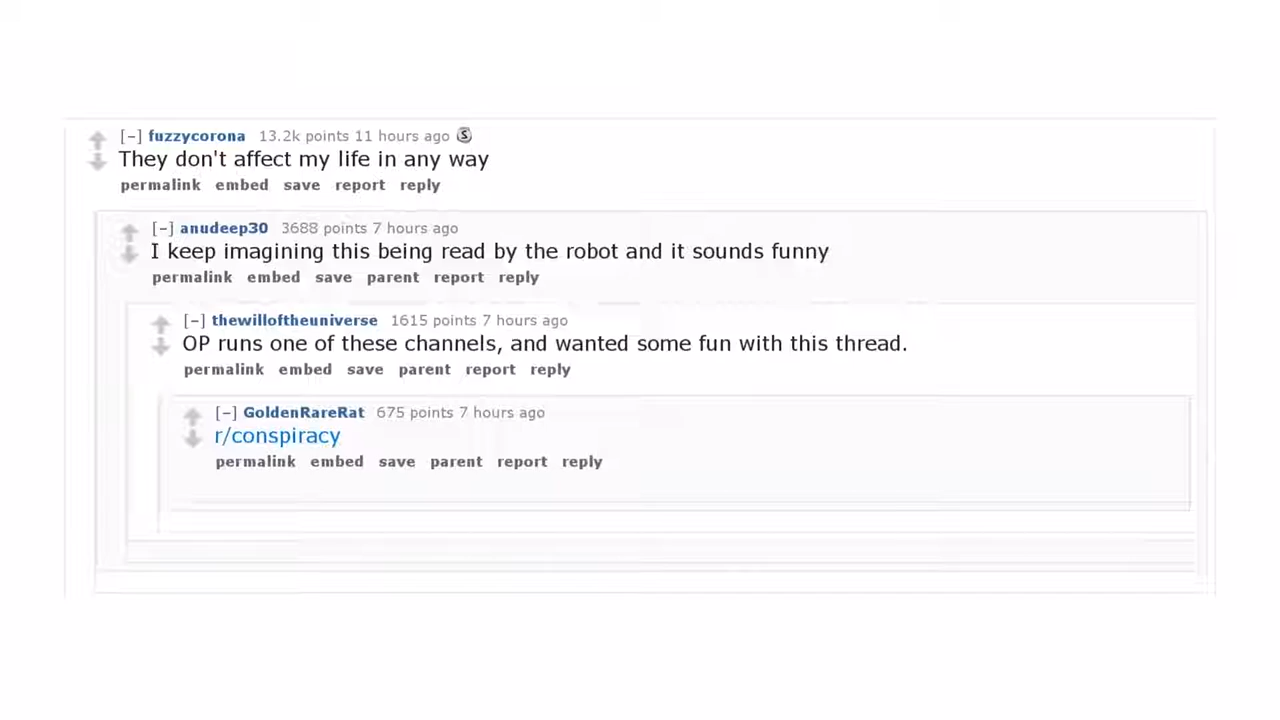 [−] fuzzycorona 13.2k points 11 hours ago S
They don't affect my life in any way
permalink embed save report reply
[−] anudeep30 3688 points 7 hours ago
I keep imagining this being read by the robot and it sounds funny
permalink embed save parent report reply
[−] thewilloftheuniverse 1615 points 7 hours ago
OP runs one of these channels, and wanted some fun with this thread.
permalink embed save parent report reply
[−] GoldenRareRat 675 points 7 hours ago
r/conspiracy
permalink embed save parent report reply